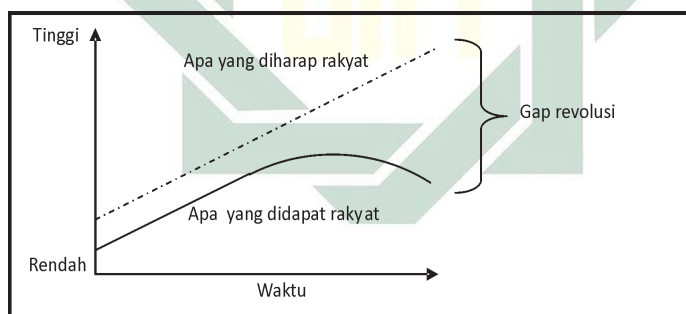 Tinggi
Apa yang diharap rakyat
Gap revolusi
Apa yang didapat rakyat
Rendah
Waktu